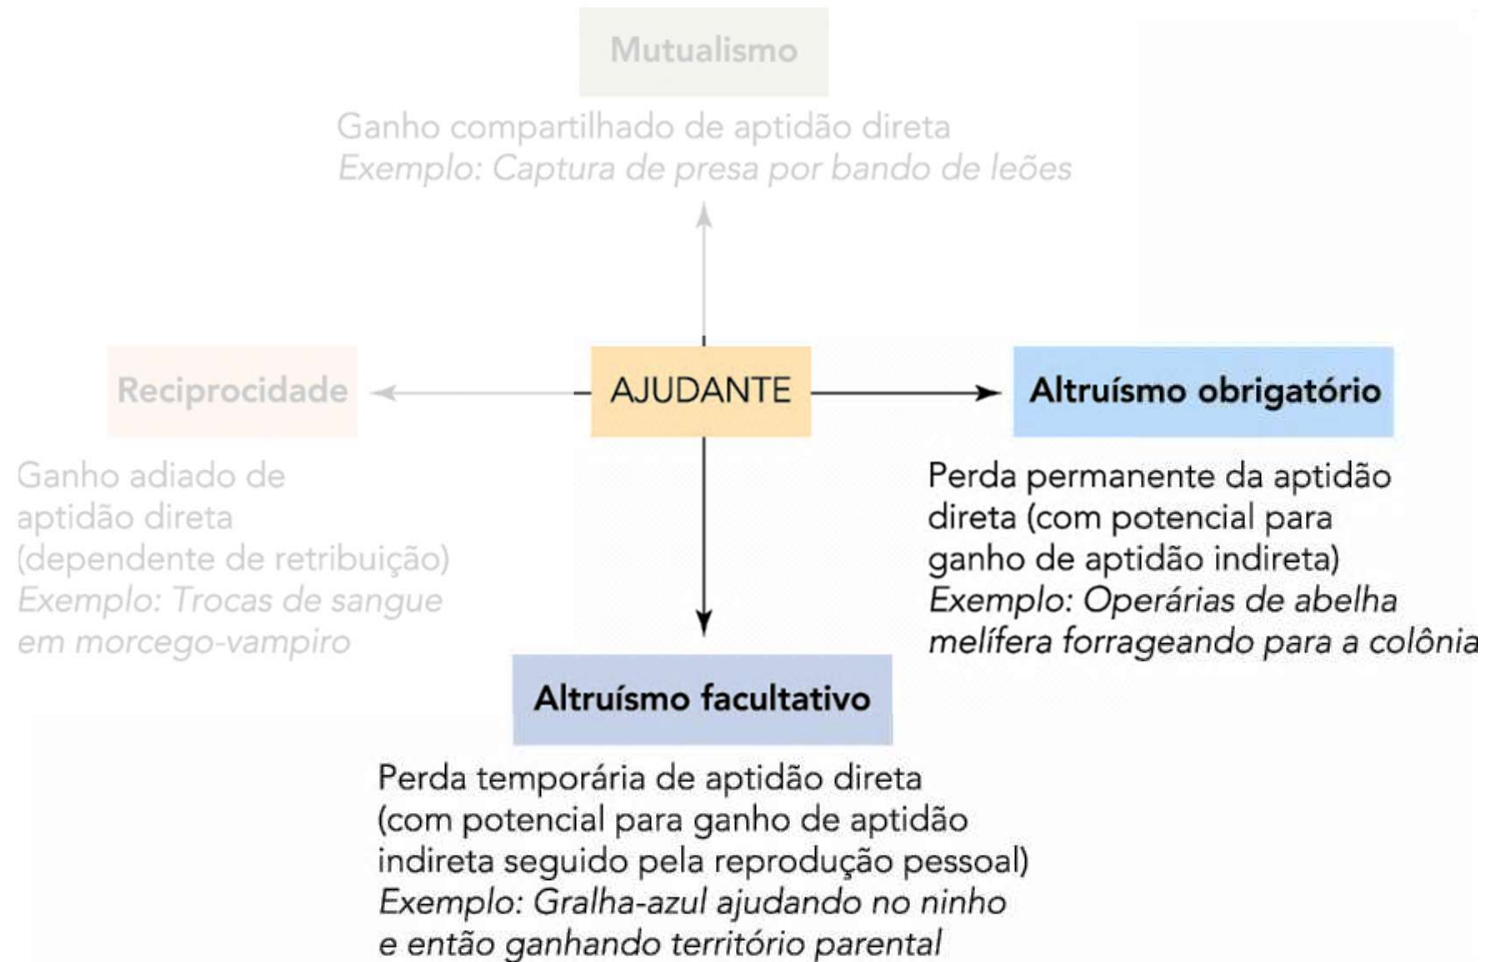 Mutualismo
Ganho compartilhado de aptidão direta
Exemplo: Captura de presa por bando de leões
Reciprocidade
AJUDANTE
Altruísmo obrigatório
Ganho adiado de
aptidão direta
(dependente de retribuição)
Exemplo: Trocas de sangue
em morcego-vampiro
Perda permanente da aptidão
direta (com potencial para
ganho de aptidão indireta)
Exemplo: Operárias de abelha
melífera forrageando para a colônia
Altruísmo facultativo
Perda temporária de aptidão direta
(com potencial para ganho de aptidão
indireta seguido pela reprodução pessoal)
Exemplo: Gralha-azul ajudando no ninho
e então ganhando território parental